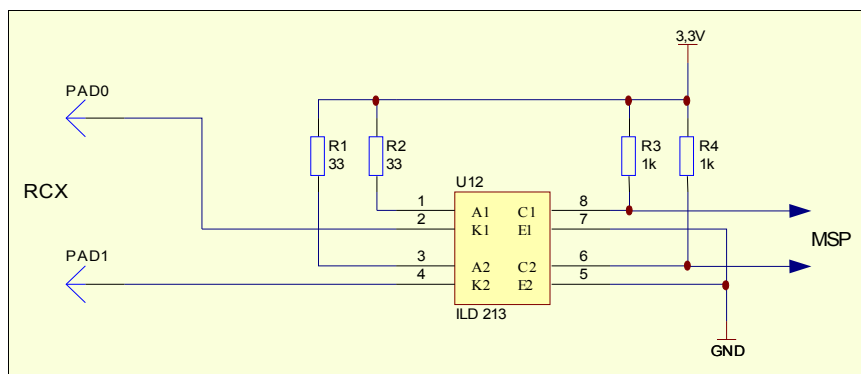 3,3V
PAD0
R1
33
R2
33
R3
1k
R4
1k
RCX
U12
1 A1 C1 8
2 K1 E1 7
MSP
PAD1
3 A2 C2 6
4 K2 E2 5
ILD 213
GND